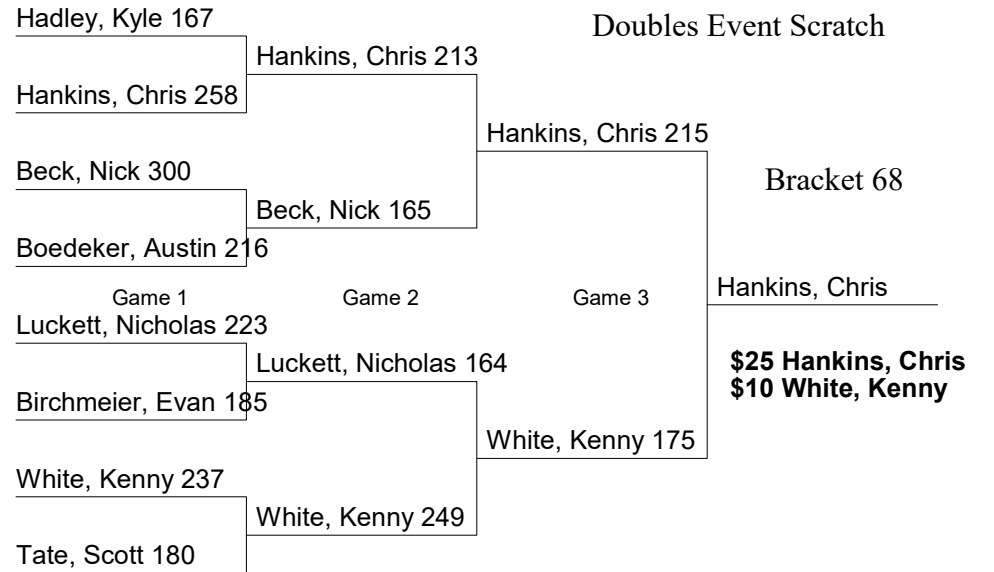 Hadley, Kyle 167
Doubles Event Scratch
Hankins, Chris 213
Hankins, Chris 258
Hankins, Chris 215
Beck, Nick 300
Bracket 68
Beck, Nick 165
Boedeker, Austin 216
Game 1
Game 2
Game 3
Hankins, Chris
Luckett, Nicholas 223
Luckett, Nicholas 164
$25 Hankins, Chris
$10 White, Kenny
Birchmeier, Evan 185
White, Kenny 175
White, Kenny 237
White, Kenny 249
Tate, Scott 180